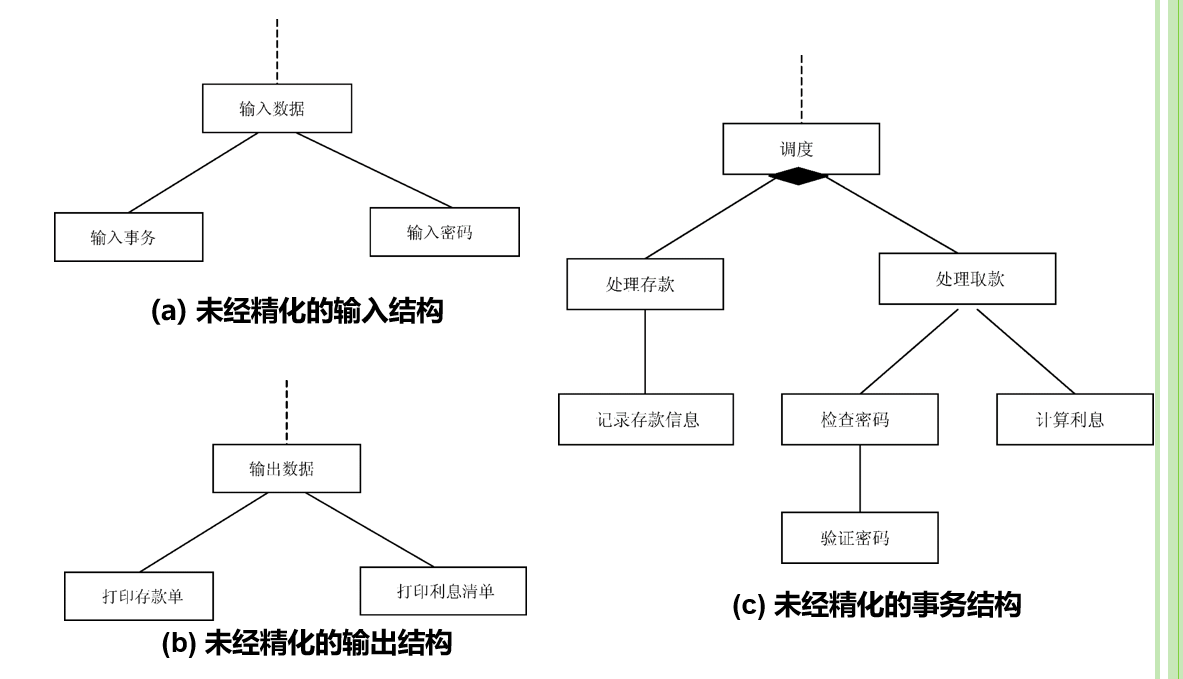 输入数据
输入事务
输入密码
(a) 未经精化的输入结构
输出数据
打印存款单
打印利息清单
(b) 未经精化的输出结构
调度
处理存款
处理取款
记录存款信息
检查密码
计算利息
验证密码
(c) 未经精化的事务结构